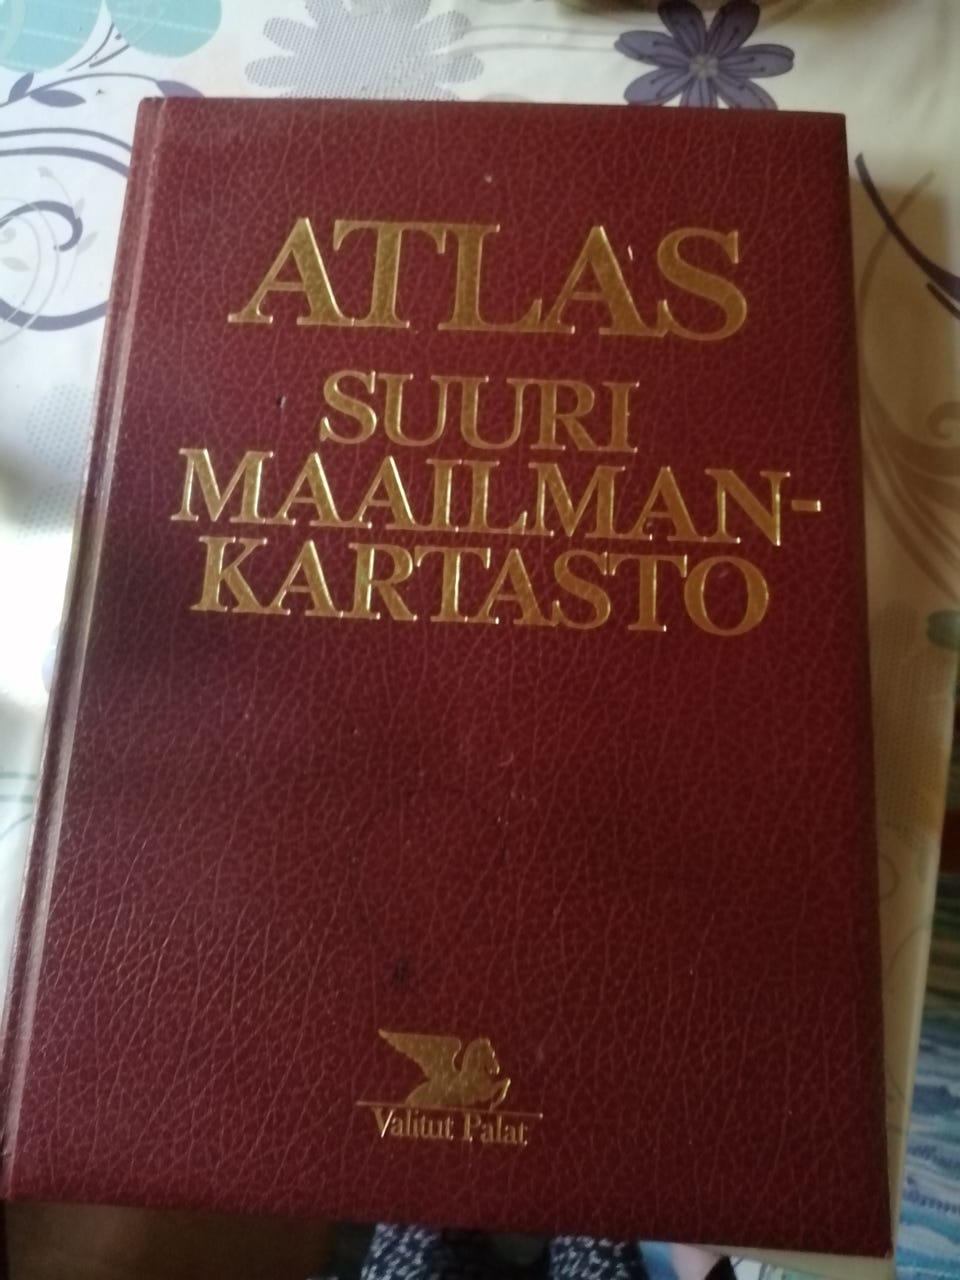 ATLAS
SUURI
MAAILMAN-
KARTASTO
Valitut Palat